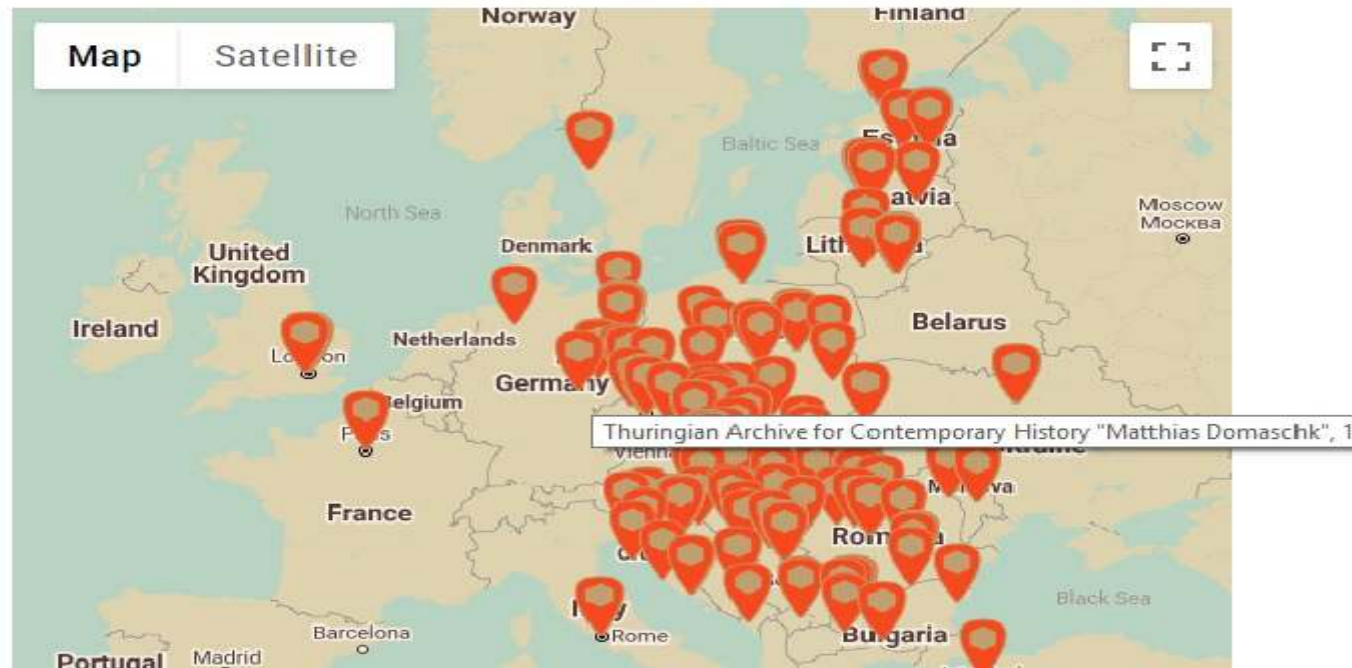 Norway
Finland
Map
Satellite
Baltic Sea
North Sea
Moscow
Москва
Denmark
United
Kingdom
Ireland
Netherlands
Belarus
Germany
Belgium
Thuringian Archive for Contemporary History "Matthias Domaschk", 1
Vienna
France
Black Sea
Barcelona
Rome
Bulgaria
Portugal
Madrid